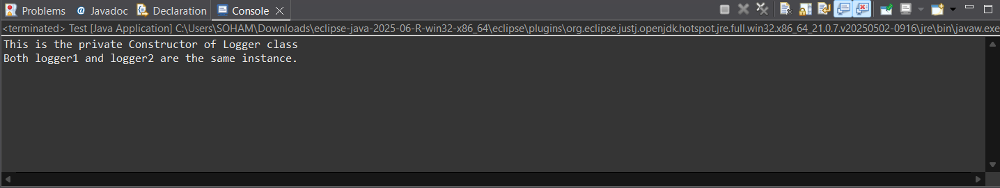 Problems @ Javadoc Declaration Console
<terminated> Test [Java Application] C:\Users\SOHAM\Downloads\eclipse-java-2025-06-R-win32-x86_64\eclipse\plugins\org.eclipse.justj.openjdk.hotspot.jre.full.win32.x86_64_21.0.7.v20250502-0916\jre\bin\javaw.exe
This is the private Constructor of Logger class
Both logger1 and logger2 are the same instance.